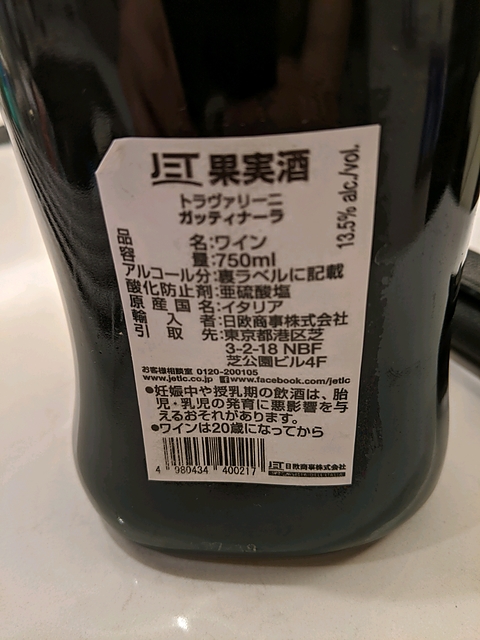 JET 果実酒
トラヴァリーニ
ガッティナーラ
13.5% alc./vol.
品名:ワイン
容量:750ml
アルコール分:裏ラベルに記載
酸化防止剤:亜硫酸塩
原産国名:イタリア
輸入者:日欧商事株式会社
引取先:東京都港区芝
3-2-18 NBF
芝公園ビル4F
お客様相談室 0120-200105
www.jetlc.co.jp f www.facebook.com/jetlc
●妊娠中や授乳期の飲酒は、胎
児・乳児の発育に悪影響を与
えるおそれがあります。
●ワインは20歳になってから
4 980434 400217
JET 日欧商事株式会社